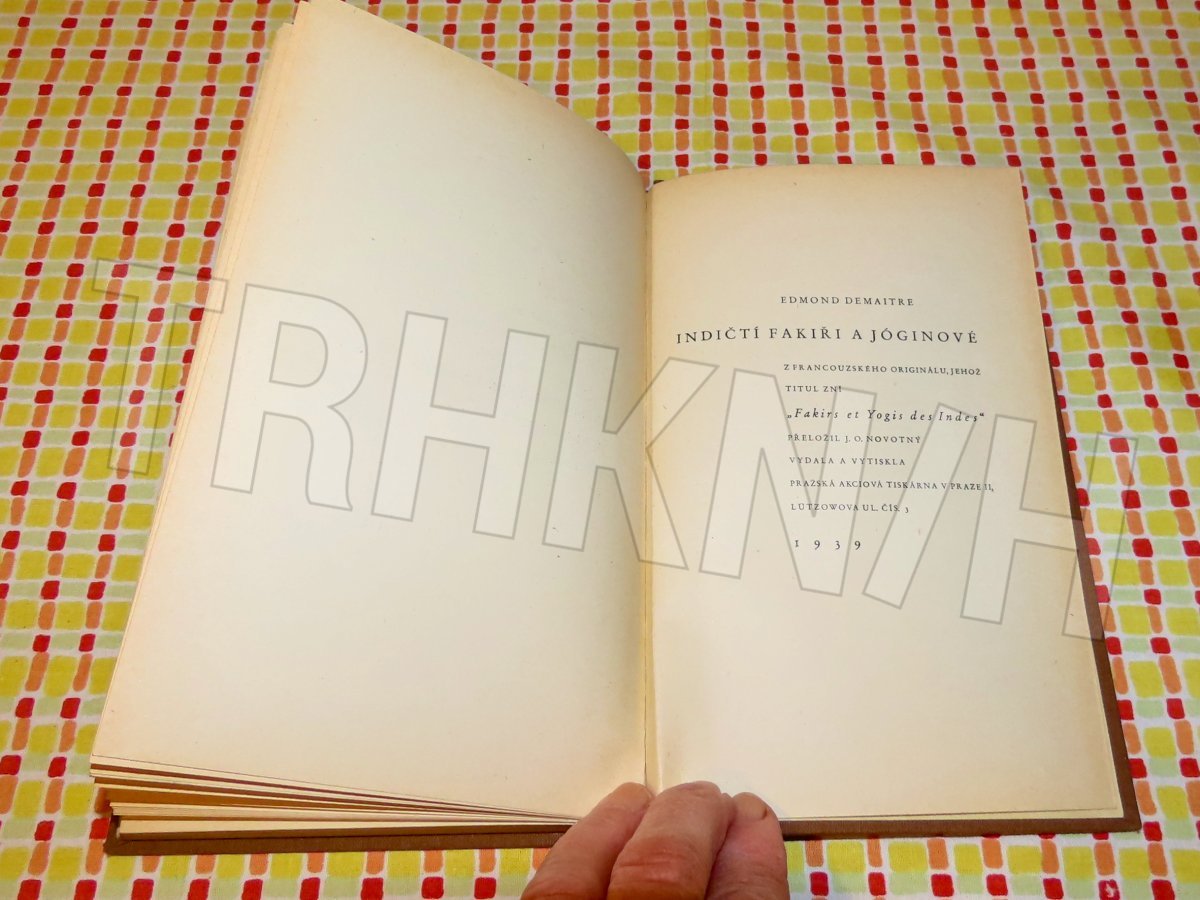 EDMOND DEMAITRE
INDIČTÍ FAKIŘI A JÓGINOVÉ
Z FRANCOUZSKÉHO ORIGINÁLU, JEHOŽ
TITUL ZNÍ
„Fakirs et Yogis des Indes“
PŘELOŽIL J. O. NOVOTNÝ
VYDALA A VYTISKLA
PRAŽSKÁ AKCIOVÁ TISKÁRNA V PRAZE II,
LÜTZOWOVA UL. ČÍS. 3
1939
TRHKNIH